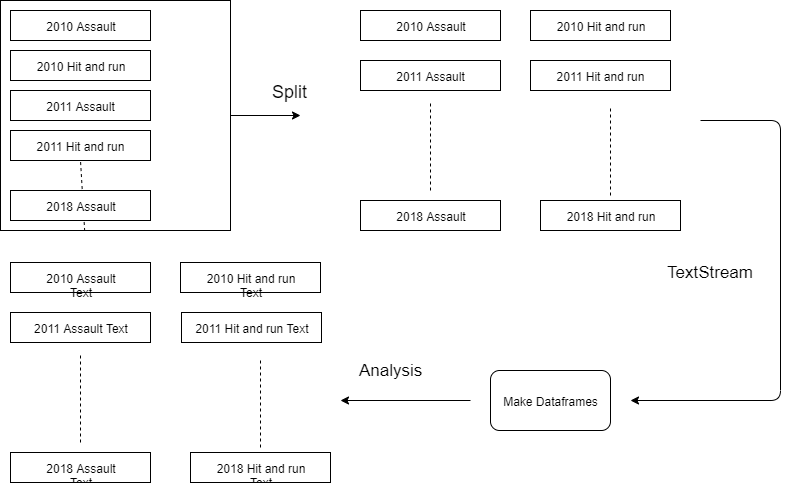 2010 Assault
2010 Hit and run
2011 Assault
2011 Hit and run
2018 Assault
Split
2010 Assault
2010 Hit and run
2011 Assault
2011 Hit and run
2018 Assault
2018 Hit and run
TextStream
Make Dataframes
Analysis
2010 Assault
Text
2010 Hit and run
Text
2011 Assault Text
2011 Hit and run Text
2018 Assault
Text
2018 Hit and run
Text